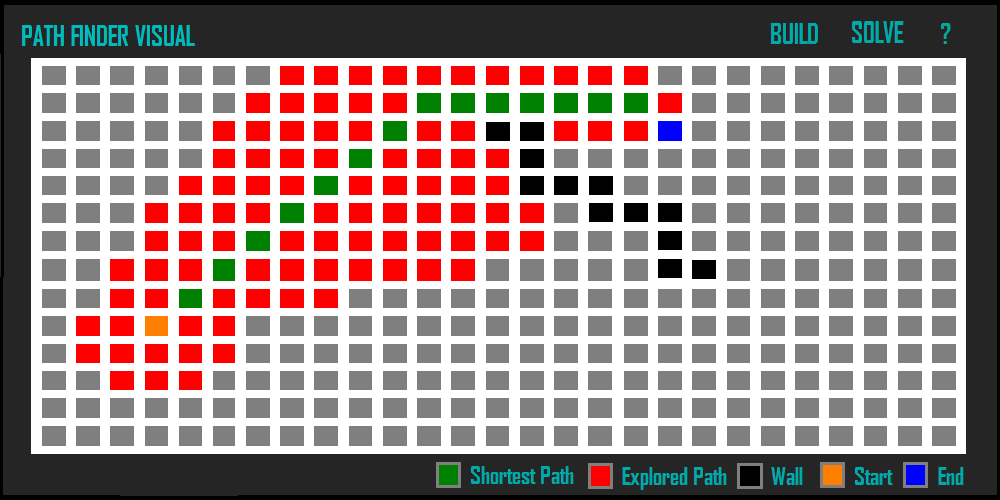 PATH FINDER VISUAL
BUILD SOLVE ?
Shortest Path Explored Path Wall Start End